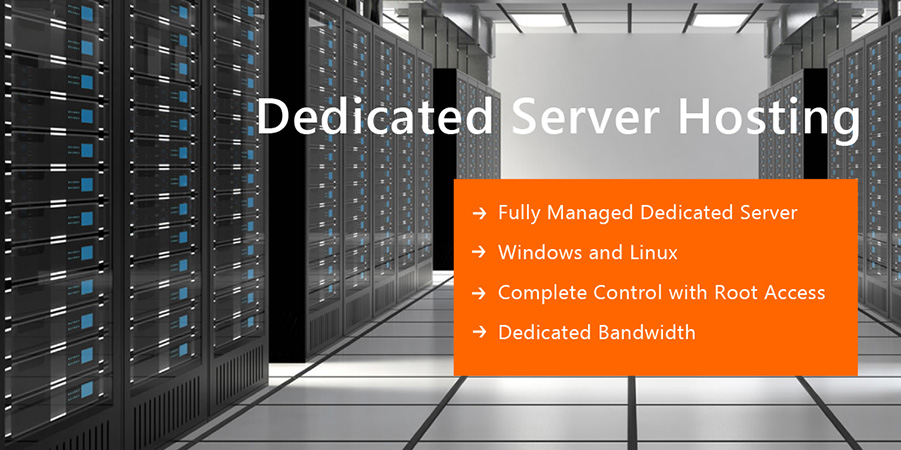 Dedicated Server Hosting
→ Fully Managed Dedicated Server
→ Windows and Linux
→ Complete Control with Root Access
→ Dedicated Bandwidth